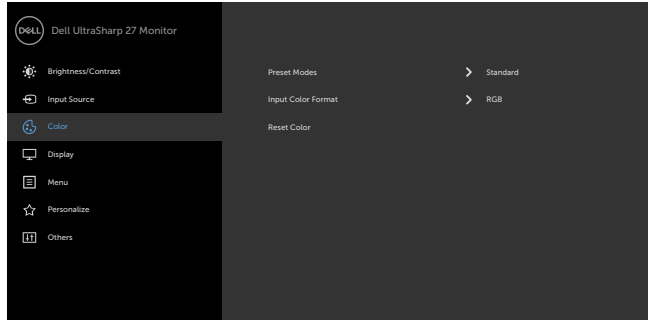 DELL Dell UltraSharp 27 Monitor
Brightness/Contrast Preset Modes Standard
Input Source Input Color Format RGB
Color Reset Color
Display
Menu
Personalize
Others